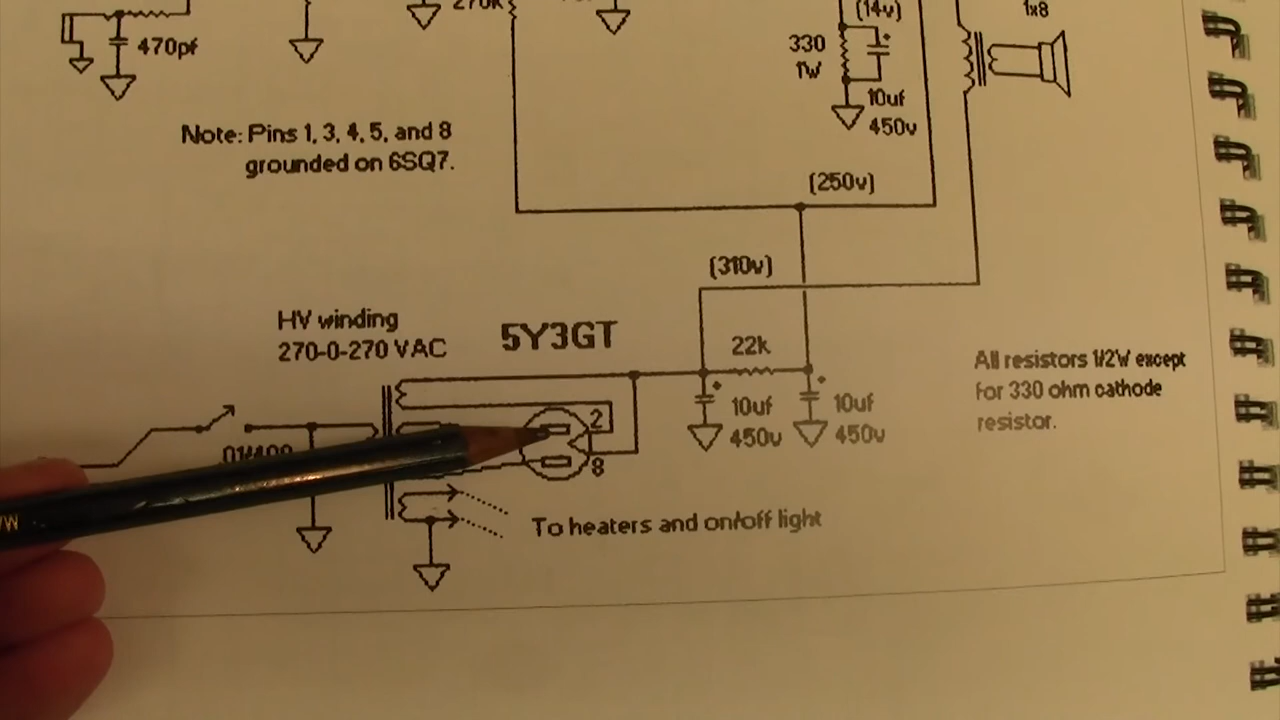 (14v)
1x8
470pf
330
1W
10uf
450v
Note: Pins 1, 3, 4, 5, and 8
grounded on 6SQ7.
(250v)
(310v)
HV winding
270-0-270 VAC
5Y3GT
22k
All resistors 1/2W except
for 330 ohm cathode
resistor.
10uf
450v
10uf
450v
2
8
To heaters and on/off light